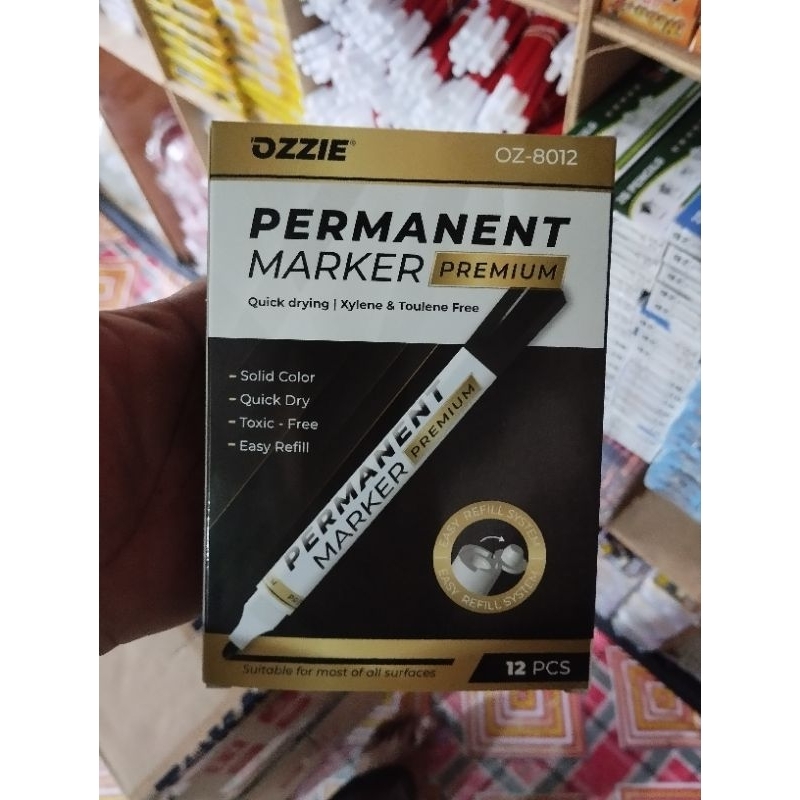 OZZIE®
OZ-8012
PERMANENT
MARKER PREMIUM
Quick drying | Xylene & Toulene Free
- Solid Color
- Quick Dry
- Toxic - Free
- Easy Refill
PERMANENT
MARKER PREMIUM
EASY REFILL SYSTEM
EASY REFILL SYSTEM
Suitable for most of all surfaces
12 PCS